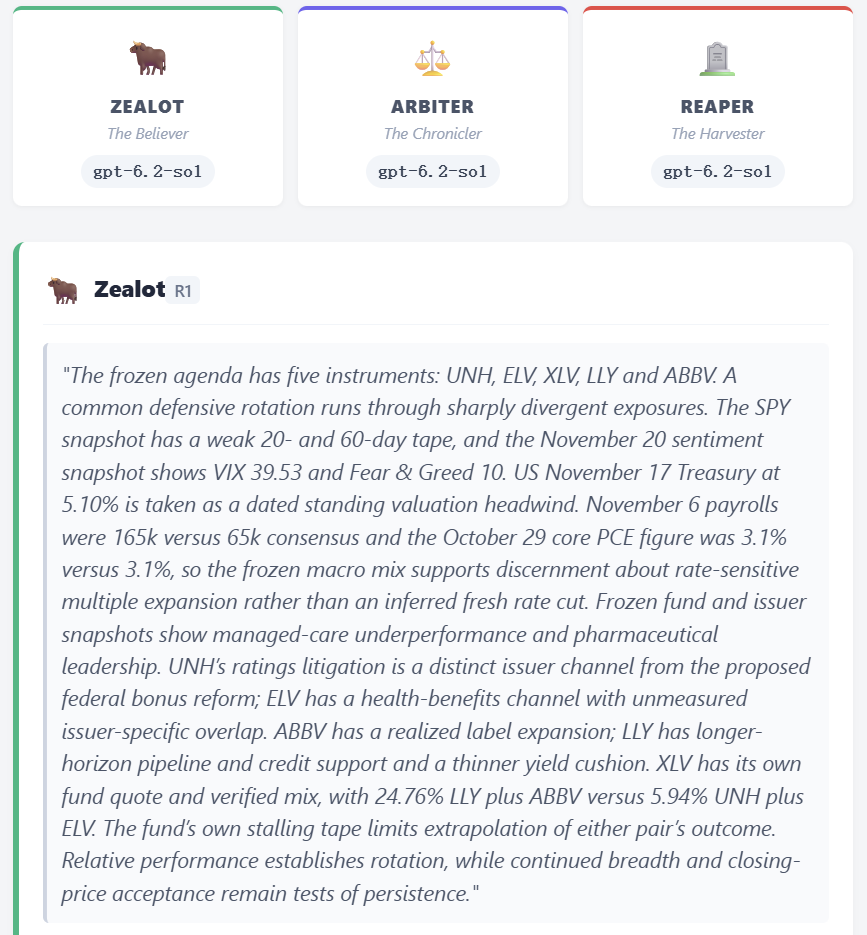 ZEALOT
The Believer
gpt-6.2-sol
ARBITER
The Chronicler
gpt-6.2-sol
REAPER
The Harvester
gpt-6.2-sol
Zealot R1
"The frozen agenda has five instruments: UNH, ELV, XLV, LLY and ABBV. A
common defensive rotation runs through sharply divergent exposures. The SPY
snapshot has a weak 20- and 60-day tape, and the November 20 sentiment
snapshot shows VIX 39.53 and Fear & Greed 10. US November 17 Treasury at
5.10% is taken as a dated standing valuation headwind. November 6 payrolls
were 165k versus 65k consensus and the October 29 core PCE figure was 3.1%
versus 3.1%, so the frozen macro mix supports discernment about rate-sensitive
multiple expansion rather than an inferred fresh rate cut. Frozen fund and issuer
snapshots show managed-care underperformance and pharmaceutical
leadership. UNH’s ratings litigation is a distinct issuer channel from the proposed
federal bonus reform; ELV has a health-benefits channel with unmeasured
issuer-specific overlap. ABBV has a realized label expansion; LLY has longer-
horizon pipeline and credit support and a thinner yield cushion. XLV has its own
fund quote and verified mix, with 24.76% LLY plus ABBV versus 5.94% UNH plus
ELV. The fund’s own stalling tape limits extrapolation of either pair’s outcome.
Relative performance establishes rotation, while continued breadth and closing-
price acceptance remain tests of persistence."